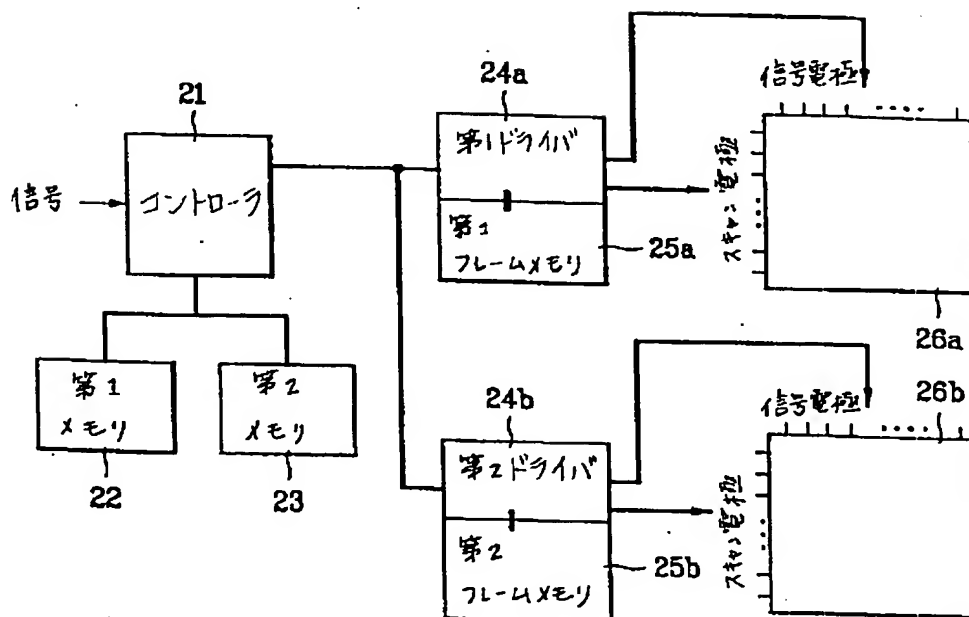 21
信号
コントローラ
第1
メモリ
22
第2
メモリ
23
24a
第1ドライバ
第1
フレームメモリ
25a
信号電極
スキャン電極
26a
24b
第2ドライバ
第2
フレームメモリ
25b
信号電極
26b
スキャン電極